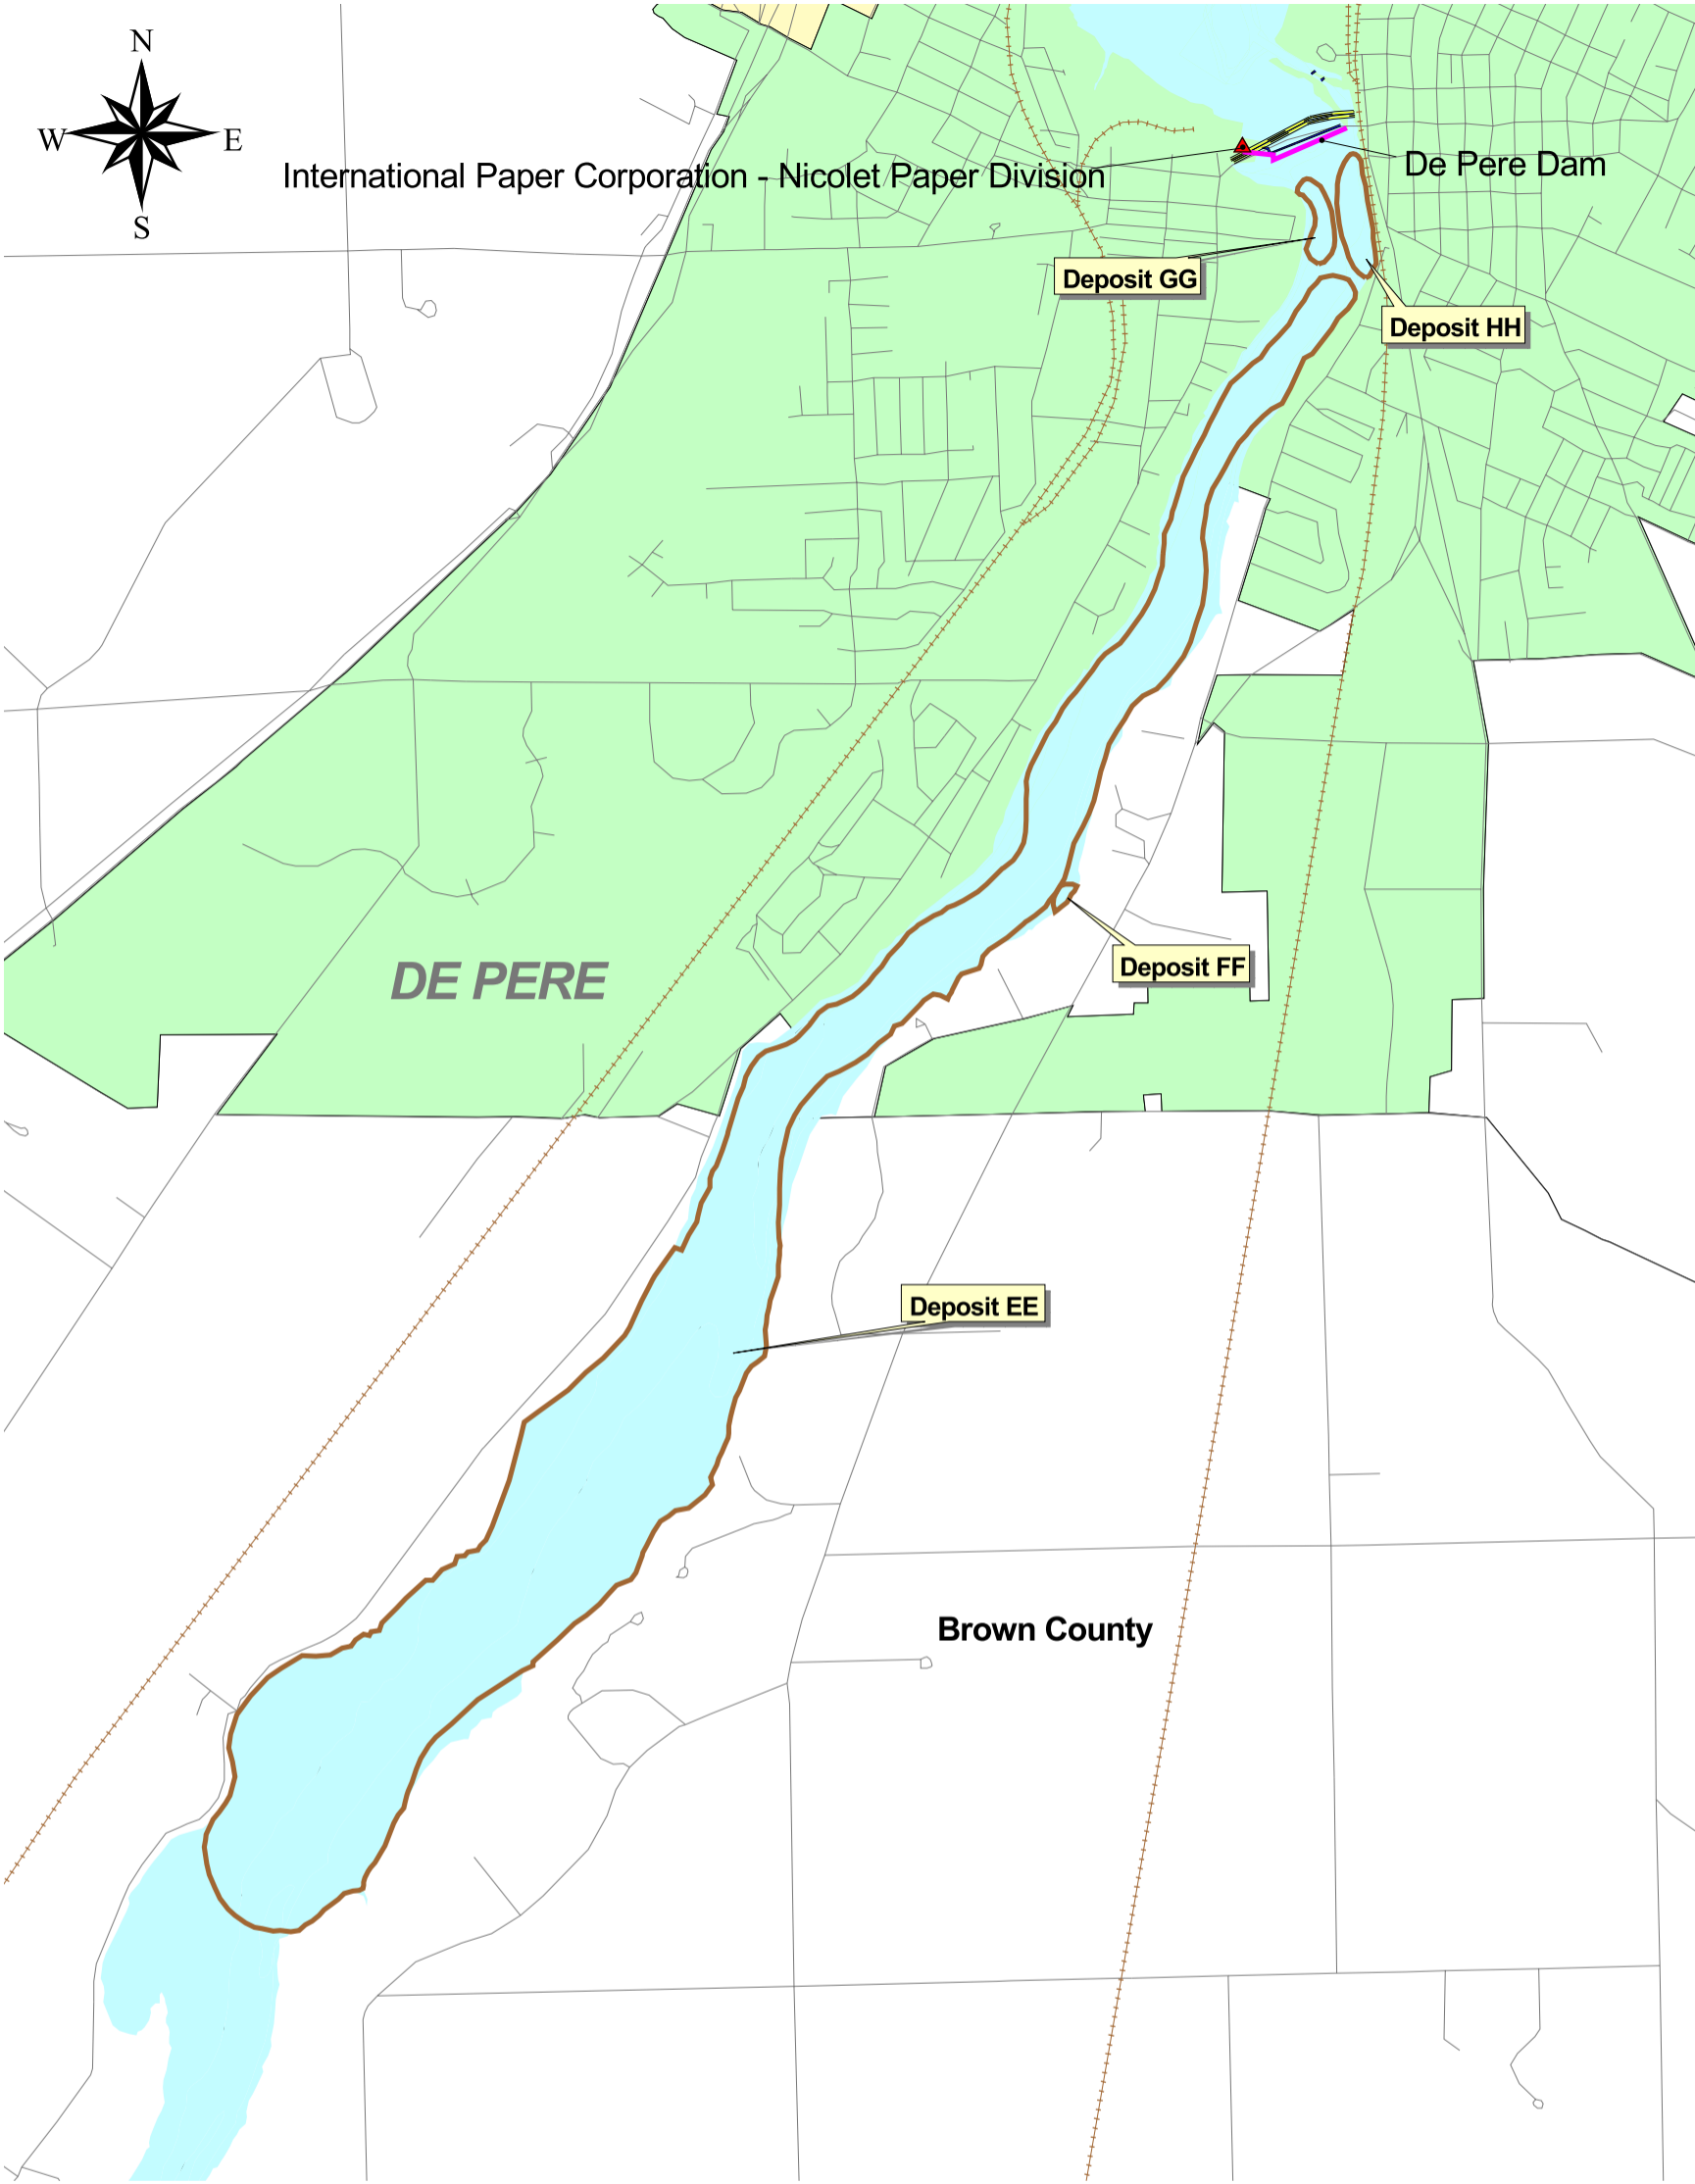 N
W E
S
International Paper Corporation - Nicolet Paper Division
De Pere Dam
Deposit GG
Deposit HH
Deposit FF
DE PERE
Deposit EE
Brown County